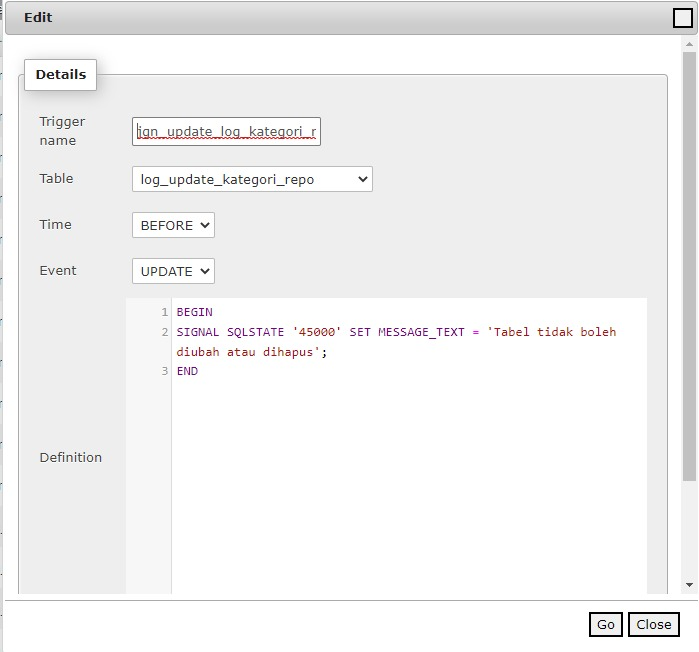 Edit
Details
Trigger
name
jgn_update_log_kategori_r
Table
log_update_kategori_repo
Time
BEFORE
Event
UPDATE
Definition
1 BEGIN
2 SIGNAL SQLSTATE '45000' SET MESSAGE_TEXT = 'Tabel tidak boleh
diubah atau dihapus';
3 END
Go
Close